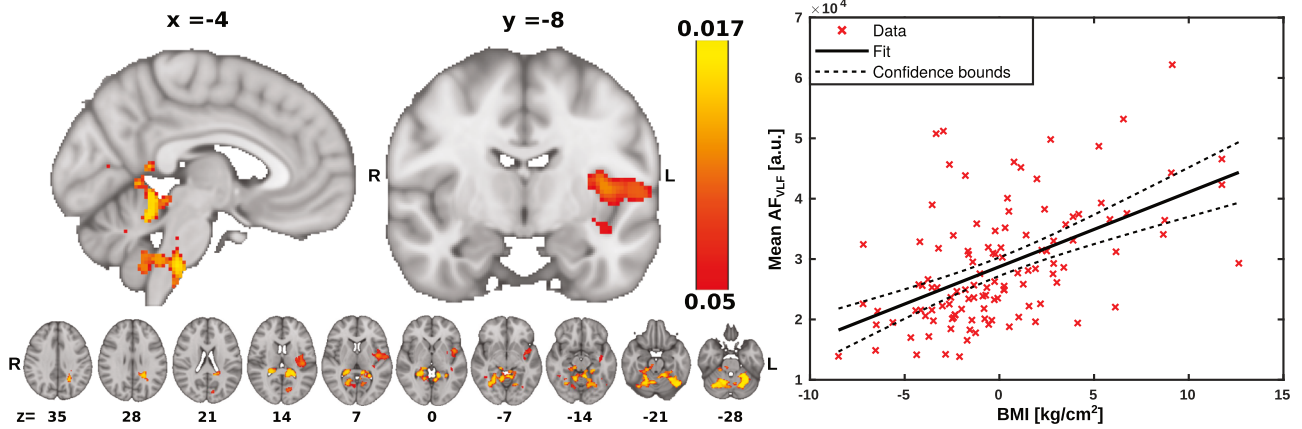 x =-4
y =-8
0.017
0.05
R
L
R
L
z= 35 28 21 14 7 0 -7 -14 -21 -28
×10⁴
Data
Fit
Confidence bounds
7
6
5
4
3
2
1
Mean AF_VLF [a.u.]
-10 -5 0 5 10 15
BMI [kg/cm²]